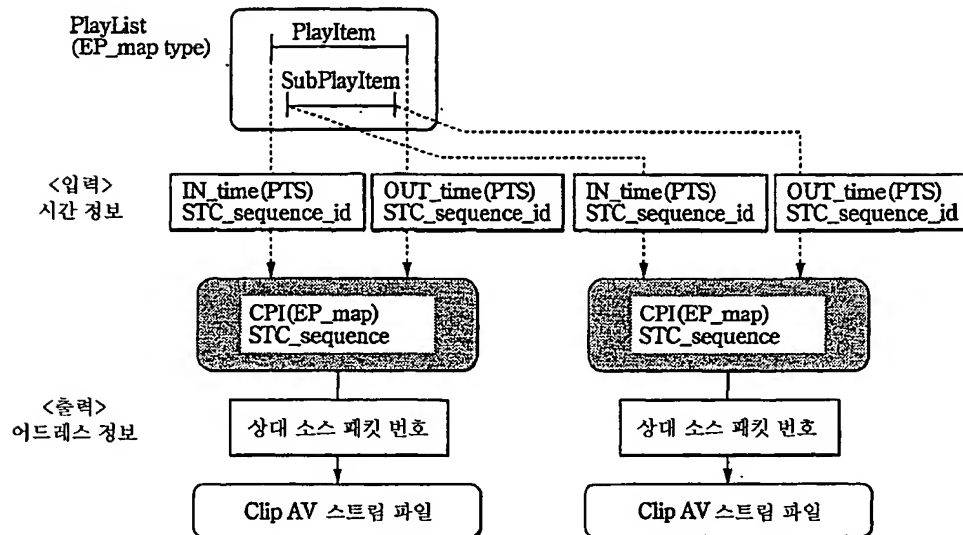 PlayList
(EP_map type)
PlayItem
SubPlayItem
<입력>
시간 정보
IN_time(PTS)
STC_sequence_id
OUT_time(PTS)
STC_sequence_id
IN_time(PTS)
STC_sequence_id
OUT_time(PTS)
STC_sequence_id
CPI(EP_map)
STC_sequence
CPI(EP_map)
STC_sequence
<출력>
어드레스 정보
상대 소스 패킷 번호
상대 소스 패킷 번호
Clip AV 스트림 파일
Clip AV 스트림 파일